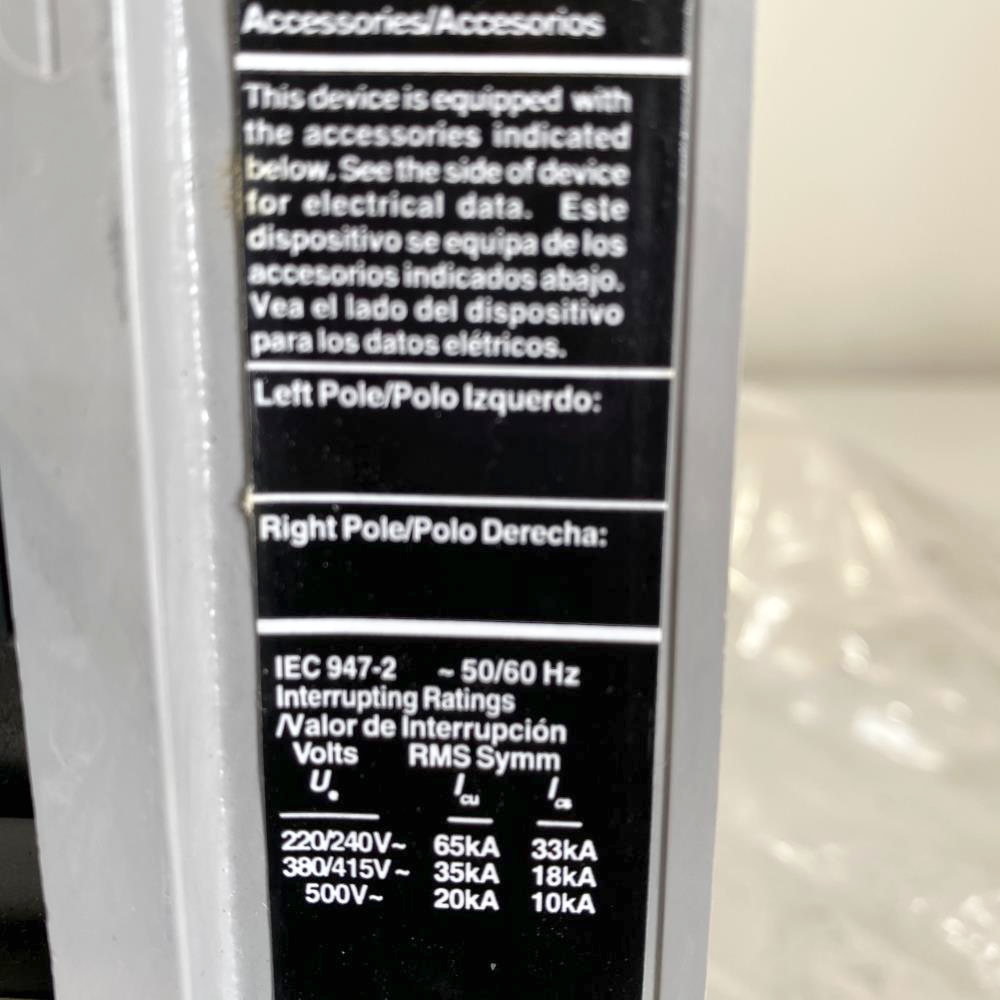 Accessories/Accesorios
This device is equipped with
the accessories indicated
below. See the side of device
for electrical data. Este
dispositivo se equipa de los
accesorios indicados abajo.
Vea el lado del dispositivo
para los datos elétricos.
Left Pole/Polo Izquerdo:
Right Pole/Polo Derecha:
IEC 947-2 ~ 50/60 Hz
Interrupting Ratings
/Valor de Interrupción
Volts RMS Symm
Ue Icu Ics
220/240V~ 65kA 33kA
380/415V~ 35kA 18kA
500V~ 20kA 10kA